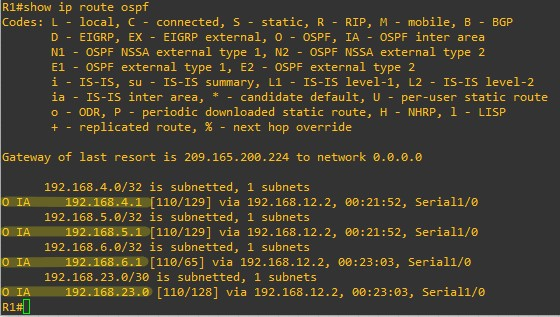 R1#show ip route ospf
Codes: L - local, C - connected, S - static, R - RIP, M - mobile, B - BGP
D - EIGRP, EX - EIGRP external, O - OSPF, IA - OSPF inter area
N1 - OSPF NSSA external type 1, N2 - OSPF NSSA external type 2
E1 - OSPF external type 1, E2 - OSPF external type 2
i - IS-IS, su - IS-IS summary, L1 - IS-IS level-1, L2 - IS-IS level-2
ia - IS-IS inter area, * - candidate default, U - per-user static route
o - ODR, P - periodic downloaded static route, H - NHRP, l - LISP
+ - replicated route, % - next hop override
Gateway of last resort is 209.165.200.224 to network 0.0.0.0
192.168.4.0/32 is subnetted, 1 subnets
O IA 192.168.4.1 [110/129] via 192.168.12.2, 00:21:52, Serial1/0
192.168.5.0/32 is subnetted, 1 subnets
O IA 192.168.5.1 [110/129] via 192.168.12.2, 00:21:52, Serial1/0
192.168.6.0/32 is subnetted, 1 subnets
O IA 192.168.6.1 [110/65] via 192.168.12.2, 00:23:03, Serial1/0
192.168.23.0/30 is subnetted, 1 subnets
O IA 192.168.23.0 [110/128] via 192.168.12.2, 00:23:03, Serial1/0
R1#